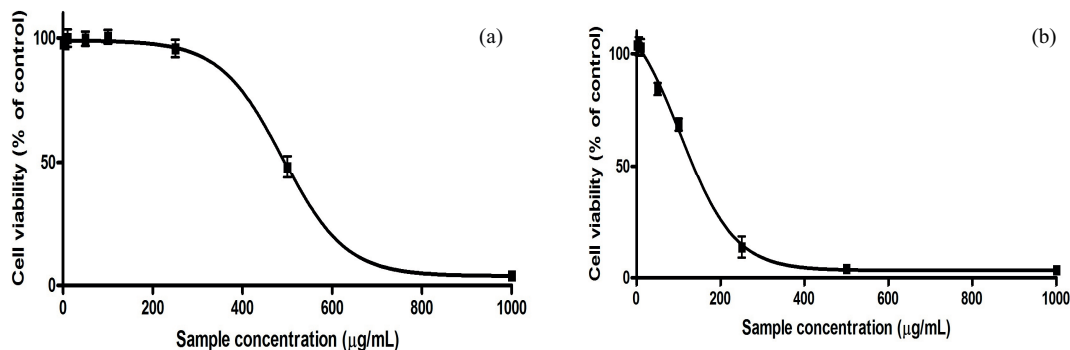 (a)
Cell viability (% of control)
100
50
0
0 200 400 600 800 1000
Sample concentration (μg/mL)
(b)
Cell viability (% of control)
100
50
0
0 200 400 600 800 1000
Sample concentration (μg/mL)